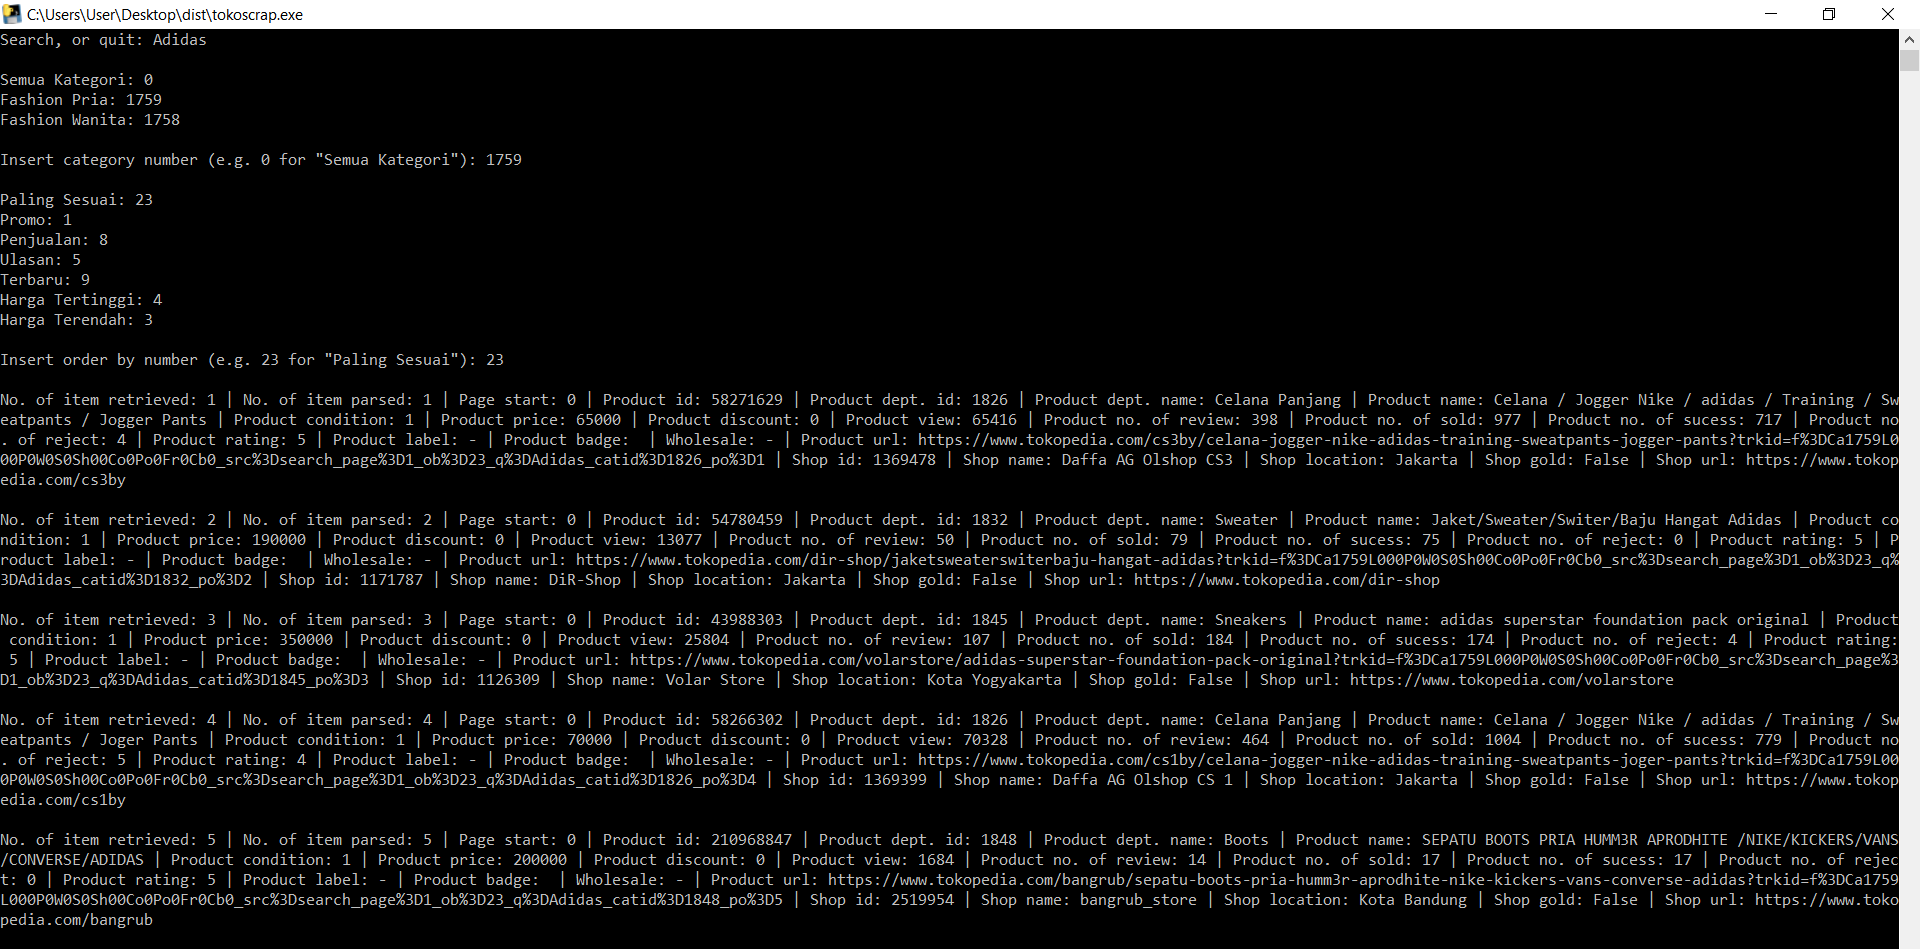 C:\Users\User\Desktop\dist\tokoscrap.exe
Search, or quit: Adidas
Semua Kategori: 0
Fashion Pria: 1759
Fashion Wanita: 1758
Insert category number (e.g. 0 for "Semua Kategori"): 1759
Paling Sesuai: 23
Promo: 1
Penjualan: 8
Ulasan: 5
Terbaru: 9
Harga Tertinggi: 4
Harga Terendah: 3
Insert order by number (e.g. 23 for "Paling Sesuai"): 23
No. of item retrieved: 1 | No. of item parsed: 1 | Page start: 0 | Product id: 58271629 | Product dept. id: 1826 | Product dept. name: Celana Panjang | Product name: Celana / Jogger Nike / adidas / Training / Sw
eatpants / Jogger Pants | Product condition: 1 | Product price: 65000 | Product discount: 0 | Product view: 65416 | Product no. of review: 398 | Product no. of sold: 977 | Product no. of sucess: 717 | Product no
. of reject: 4 | Product rating: 5 | Product label: - | Product badge:  | Wholesale: - | Product url: https://www.tokopedia.com/cs3by/celana-jogger-nike-adidas-training-sweatpants-jogger-pants?trkid=f%3DCa1759L0
00P0W0S0Sh00Co0Po0Fr0Cb0_src%3Dsearch_page%3D1_ob%3D23_q%3DAdidas_catid%3D1826_po%3D1 | Shop id: 1369478 | Shop name: Daffa AG Olshop CS3 | Shop location: Jakarta | Shop gold: False | Shop url: https://www.tokop
edia.com/cs3by
No. of item retrieved: 2 | No. of item parsed: 2 | Page start: 0 | Product id: 54780459 | Product dept. id: 1832 | Product dept. name: Sweater | Product name: Jaket/Sweater/Switer/Baju Hangat Adidas | Product co
ndition: 1 | Product price: 190000 | Product discount: 0 | Product view: 13077 | Product no. of review: 50 | Product no. of sold: 79 | Product no. of sucess: 75 | Product no. of reject: 0 | Product rating: 5 | P
roduct label: - | Product badge:  | Wholesale: - | Product url: https://www.tokopedia.com/dir-shop/jaketsweaterswiterbaju-hangat-adidas?trkid=f%3DCa1759L000P0W0S0Sh00Co0Po0Fr0Cb0_src%3Dsearch_page%3D1_ob%3D23_q%
3DAdidas_catid%3D1832_po%3D2 | Shop id: 1171787 | Shop name: DiR-Shop | Shop location: Jakarta | Shop gold: False | Shop url: https://www.tokopedia.com/dir-shop
No. of item retrieved: 3 | No. of item parsed: 3 | Page start: 0 | Product id: 43988303 | Product dept. id: 1845 | Product dept. name: Sneakers | Product name: adidas superstar foundation pack original | Product
condition: 1 | Product price: 350000 | Product discount: 0 | Product view: 25804 | Product no. of review: 107 | Product no. of sold: 184 | Product no. of sucess: 174 | Product no. of reject: 4 | Product rating:
5 | Product label: - | Product badge:  | Wholesale: - | Product url: https://www.tokopedia.com/volarstore/adidas-superstar-foundation-pack-original?trkid=f%3DCa1759L000P0W0S0Sh00Co0Po0Fr0Cb0_src%3Dsearch_page%3
D1_ob%3D23_q%3DAdidas_catid%3D1845_po%3D3 | Shop id: 1126309 | Shop name: Volar Store | Shop location: Kota Yogyakarta | Shop gold: False | Shop url: https://www.tokopedia.com/volarstore
No. of item retrieved: 4 | No. of item parsed: 4 | Page start: 0 | Product id: 58266302 | Product dept. id: 1826 | Product dept. name: Celana Panjang | Product name: Celana / Jogger Nike / adidas / Training / Sw
eatpants / Joger Pants | Product condition: 1 | Product price: 70000 | Product discount: 0 | Product view: 70328 | Product no. of review: 464 | Product no. of sold: 1004 | Product no. of sucess: 779 | Product no
. of reject: 5 | Product rating: 4 | Product label: - | Product badge:  | Wholesale: - | Product url: https://www.tokopedia.com/cs1by/celana-jogger-nike-adidas-training-sweatpants-joger-pants?trkid=f%3DCa1759L00
0P0W0S0Sh00Co0Po0Fr0Cb0_src%3Dsearch_page%3D1_ob%3D23_q%3DAdidas_catid%3D1826_po%3D4 | Shop id: 1369399 | Shop name: Daffa AG Olshop CS 1 | Shop location: Jakarta | Shop gold: False | Shop url: https://www.tokop
edia.com/cs1by
No. of item retrieved: 5 | No. of item parsed: 5 | Page start: 0 | Product id: 210968847 | Product dept. id: 1848 | Product dept. name: Boots | Product name: SEPATU BOOTS PRIA HUMM3R APRODHITE /NIKE/KICKERS/VANS
/CONVERSE/ADIDAS | Product condition: 1 | Product price: 200000 | Product discount: 0 | Product view: 1684 | Product no. of review: 14 | Product no. of sold: 17 | Product no. of sucess: 17 | Product no. of rejec
t: 0 | Product rating: 5 | Product label: - | Product badge:  | Wholesale: - | Product url: https://www.tokopedia.com/bangrub/sepatu-boots-pria-humm3r-aprodhite-nike-kickers-vans-converse-adidas?trkid=f%3DCa1759
L000P0W0S0Sh00Co0Po0Fr0Cb0_src%3Dsearch_page%3D1_ob%3D23_q%3DAdidas_catid%3D1848_po%3D5 | Shop id: 2519954 | Shop name: bangrub_store | Shop location: Kota Bandung | Shop gold: False | Shop url: https://www.toko
pedia.com/bangrub